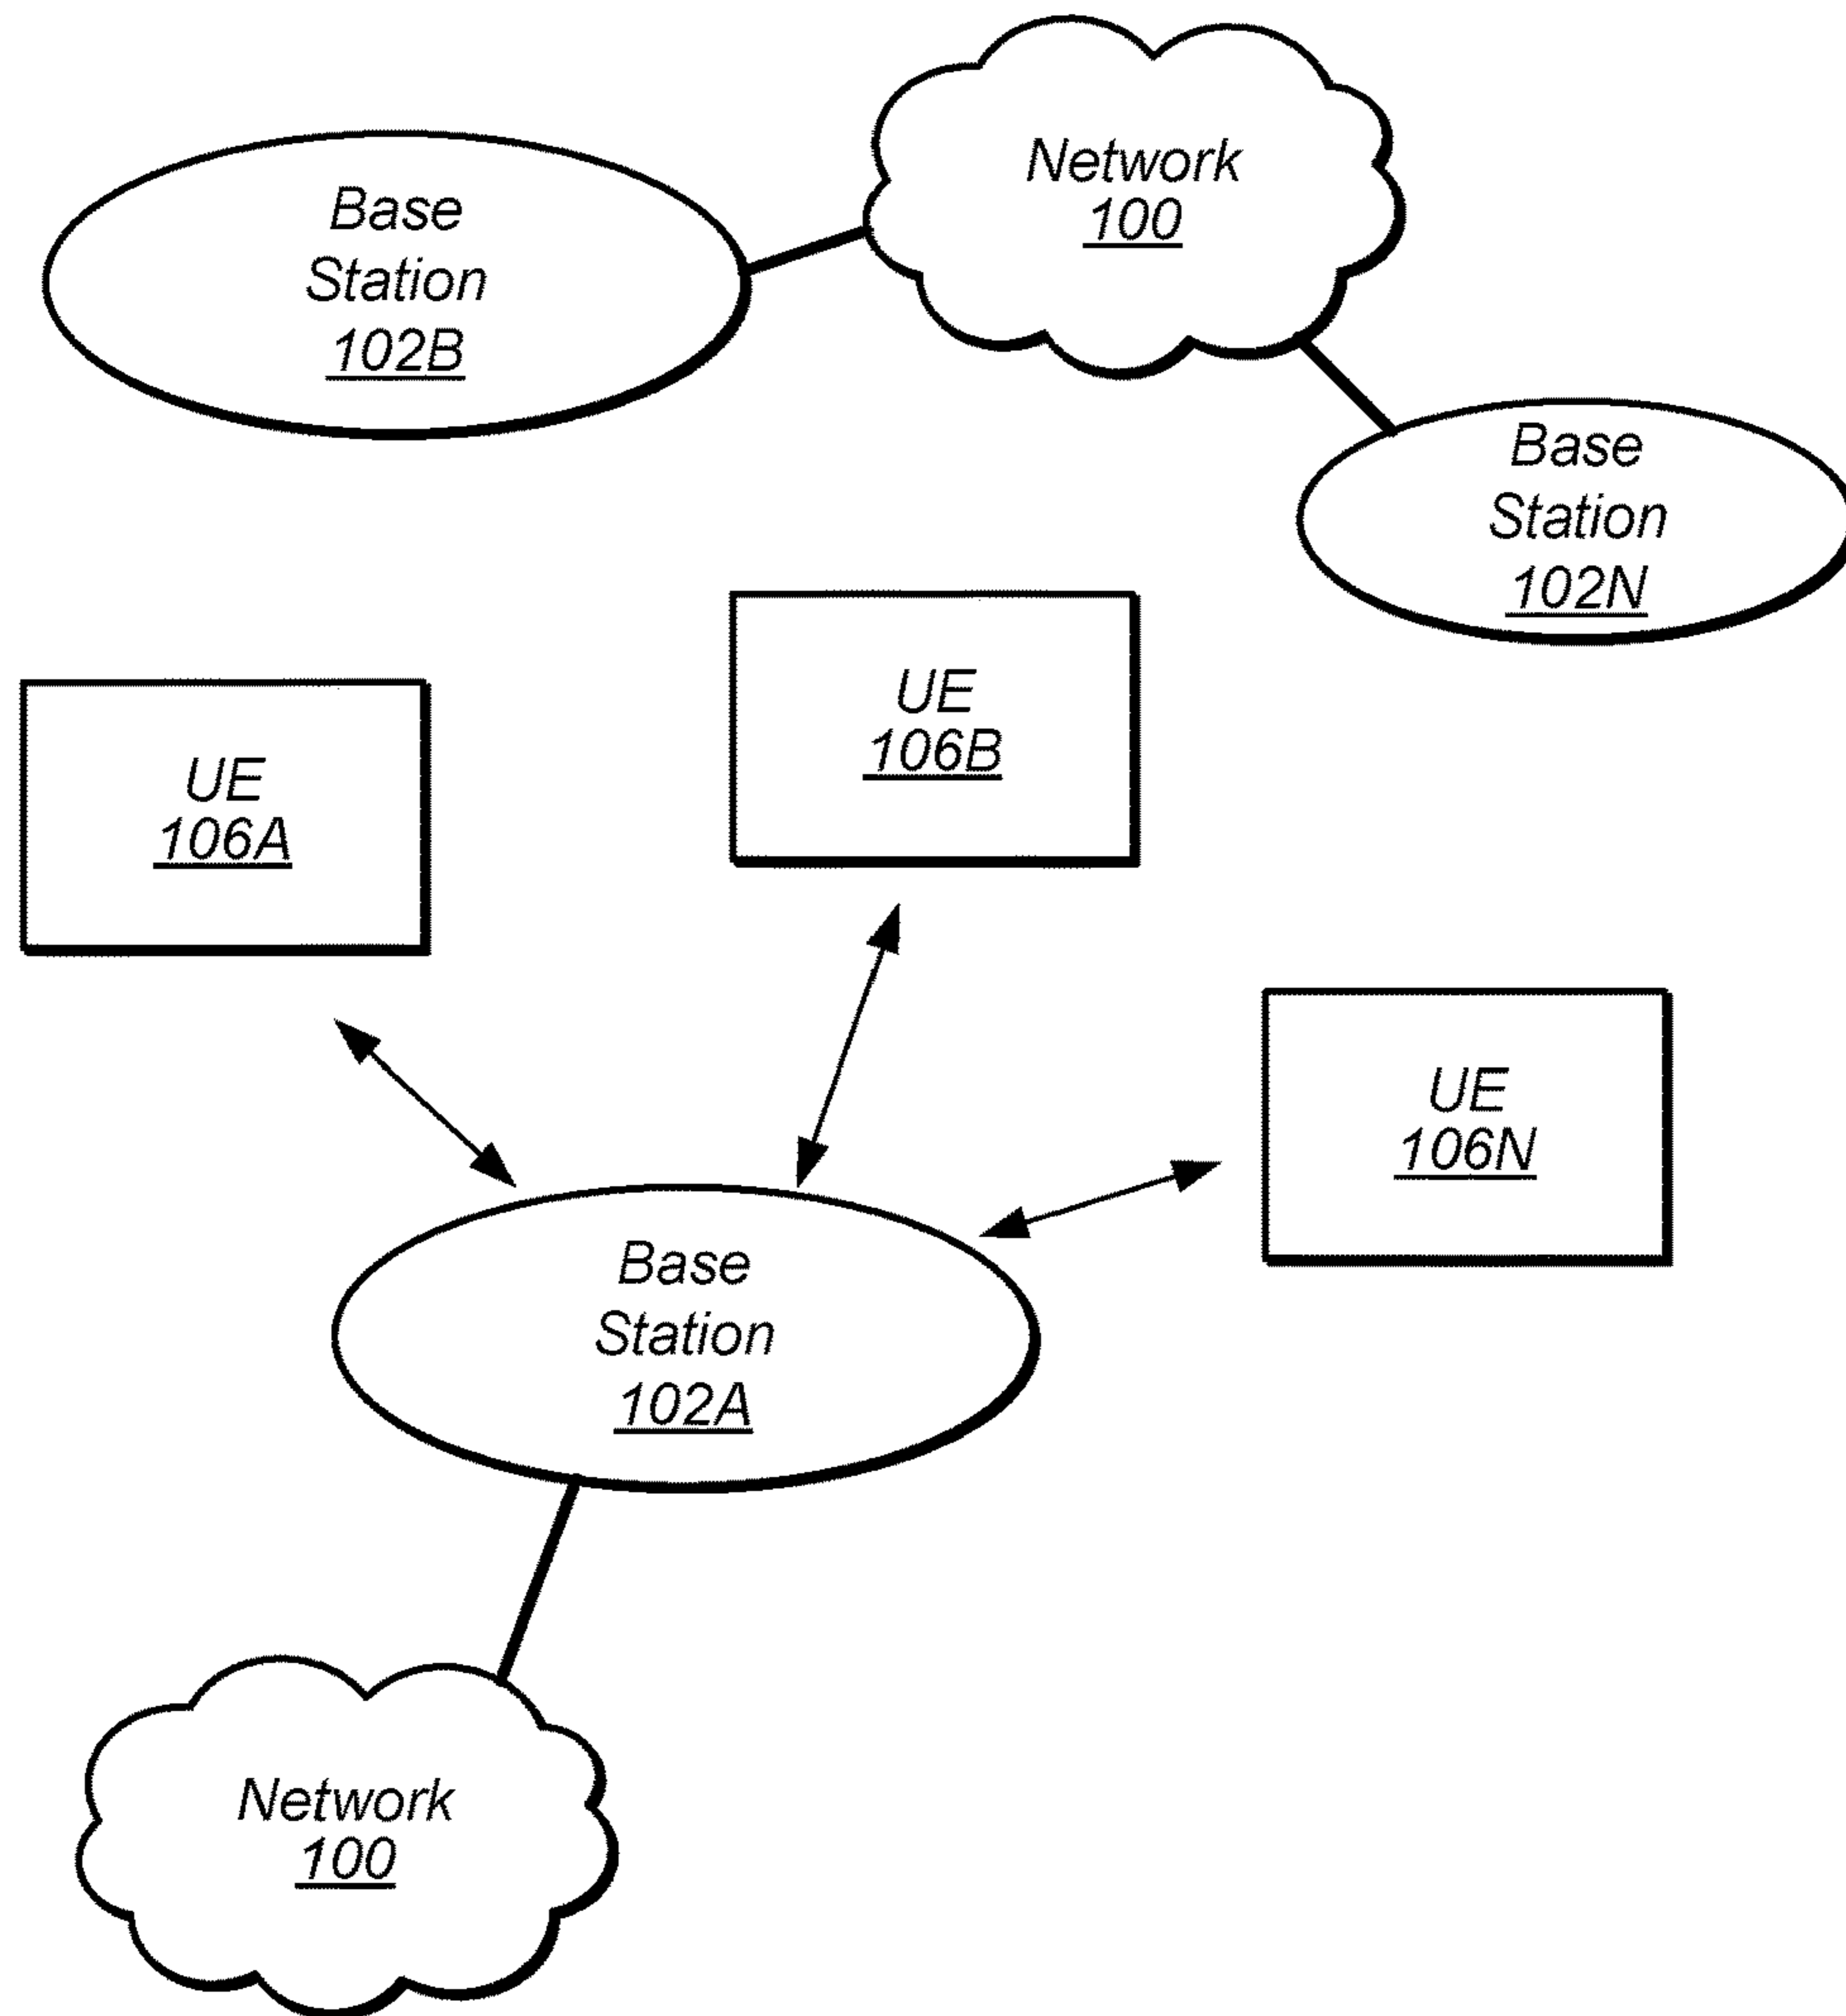 Network
100
Base
Station
102B
Base
Station
102N
UE
106B
UE
106A
UE
106N
Base
Station
102A
Network
100